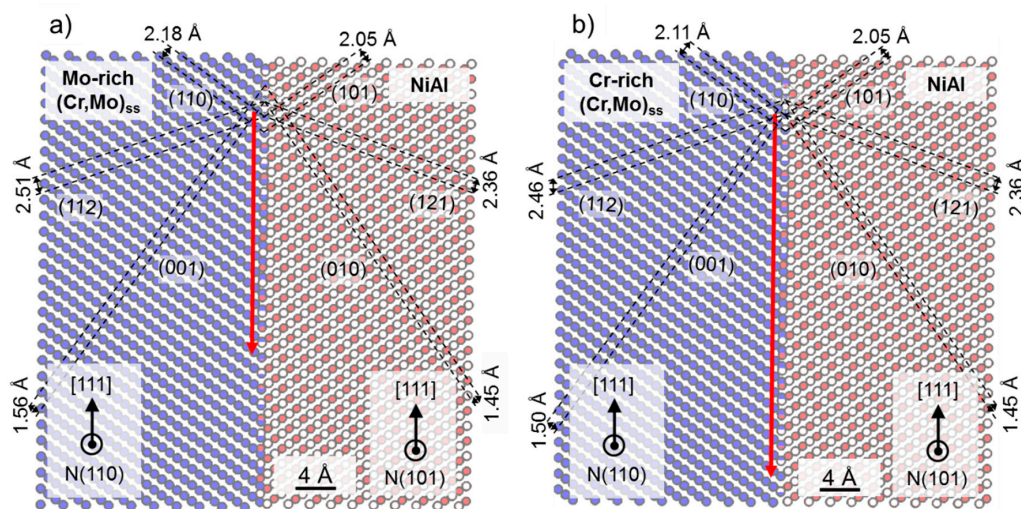 a)
2.18 Å
2.05 Å
Mo-rich
(Cr,Mo)ss
(110)
(101)
NiAl
2.51 Å
(112)
2.36 Å
(121)
(001)
(010)
1.56 Å
1.45 Å
[111]
N(110)
[111]
N(101)
4 Å
b)
2.11 Å
2.05 Å
Cr-rich
(Cr,Mo)ss
(110)
(101)
NiAl
2.46 Å
(112)
2.36 Å
(121)
(001)
(010)
1.50 Å
1.45 Å
[111]
N(110)
[111]
N(101)
4 Å